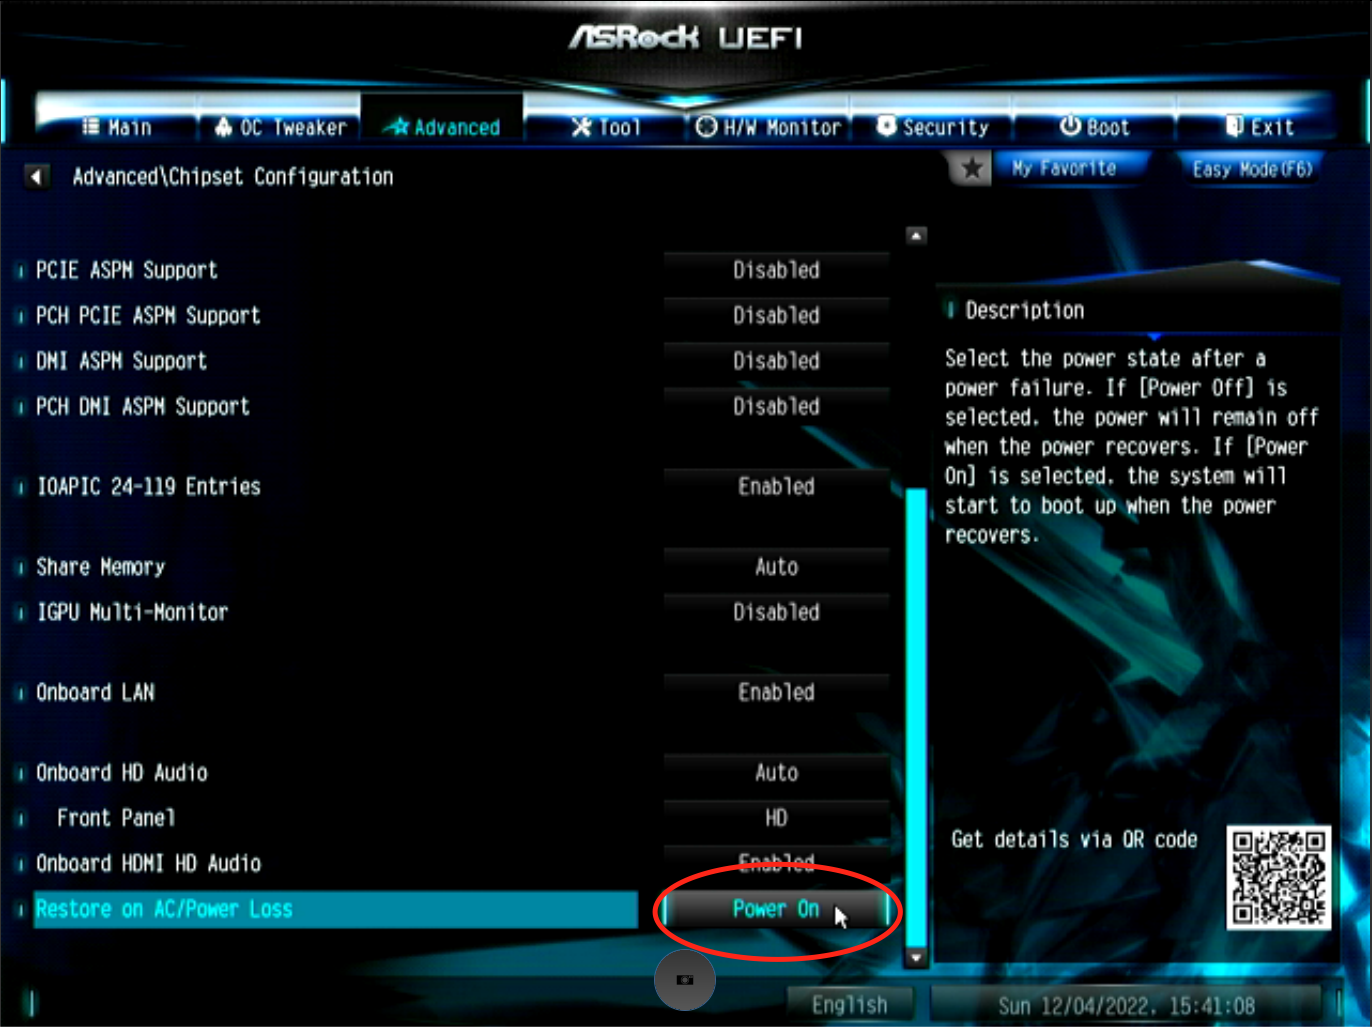 ASRock UEFI
Main
OC Tweaker
Advanced
Tool
H/W Monitor
Security
Boot
Exit
Advanced\Chipset Configuration
My Favorite
Easy Mode(F6)
PCIE ASPM Support Disabled
PCH PCIE ASPM Support Disabled
DMI ASPM Support Disabled
PCH DMI ASPM Support Disabled
IOAPIC 24-119 Entries Enabled
Share Memory Auto
IGPU Multi-Monitor Disabled
Onboard LAN Enabled
Onboard HD Audio Auto
Front Panel HD
Onboard HDMI HD Audio Enabled
Restore on AC/Power Loss Power On
Description
Select the power state after a
power failure. If [Power Off] is
selected, the power will remain off
when the power recovers. If [Power
On] is selected, the system will
start to boot up when the power
recovers.
Get details via QR code
English
Sun 12/04/2022, 15:41:08